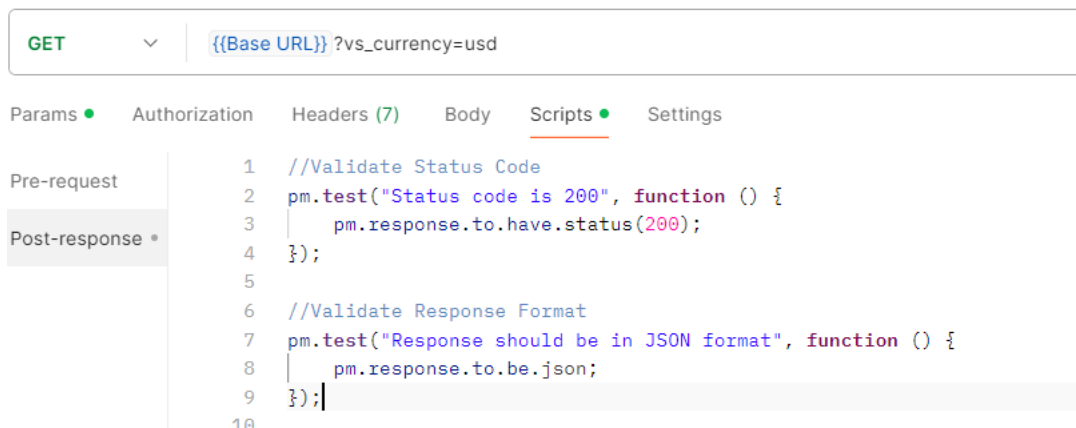 GET {{Base URL}} ?vs_currency=usd
Params Authorization Headers (7) Body Scripts Settings
Pre-request
Post-response
1 //Validate Status Code
2 pm.test("Status code is 200", function () {
3 pm.response.to.have.status(200);
4 });
5
6 //Validate Response Format
7 pm.test("Response should be in JSON format", function () {
8 pm.response.to.be.json;
9 });
10